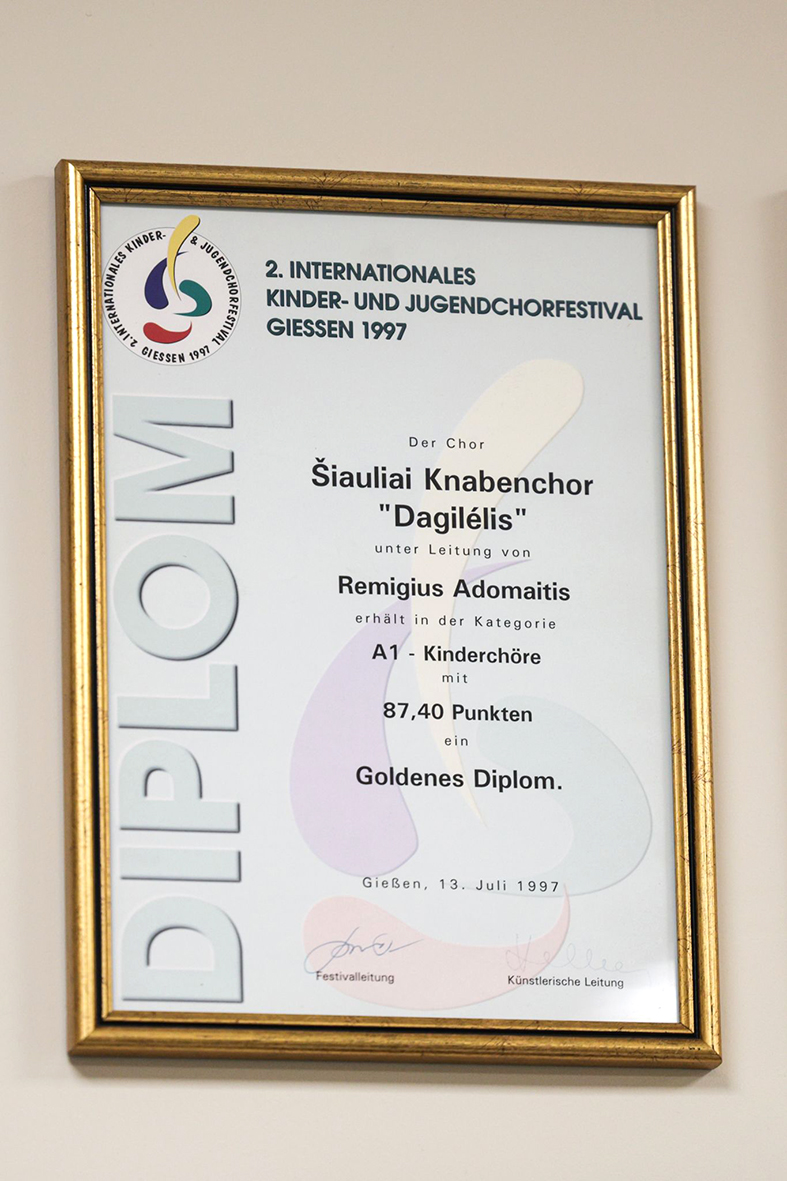 2. INTERNATIONALES KINDER- & JUGENDCHORFESTIVAL
GIESSEN 1997
2. INTERNATIONALES
KINDER- UND JUGENDCHORFESTIVAL
GIESSEN 1997
DIPLOM
Der Chor
Šiauliai Knabenchor
"Dagilélis"
unter Leitung von
Remigius Adomaitis
erhält in der Kategorie
A1 - Kinderchöre
mit
87,40 Punkten
ein
Goldenes Diplom.
Gießen, 13. Juli 1997
Festivalleitung
Künstlerische Leitung